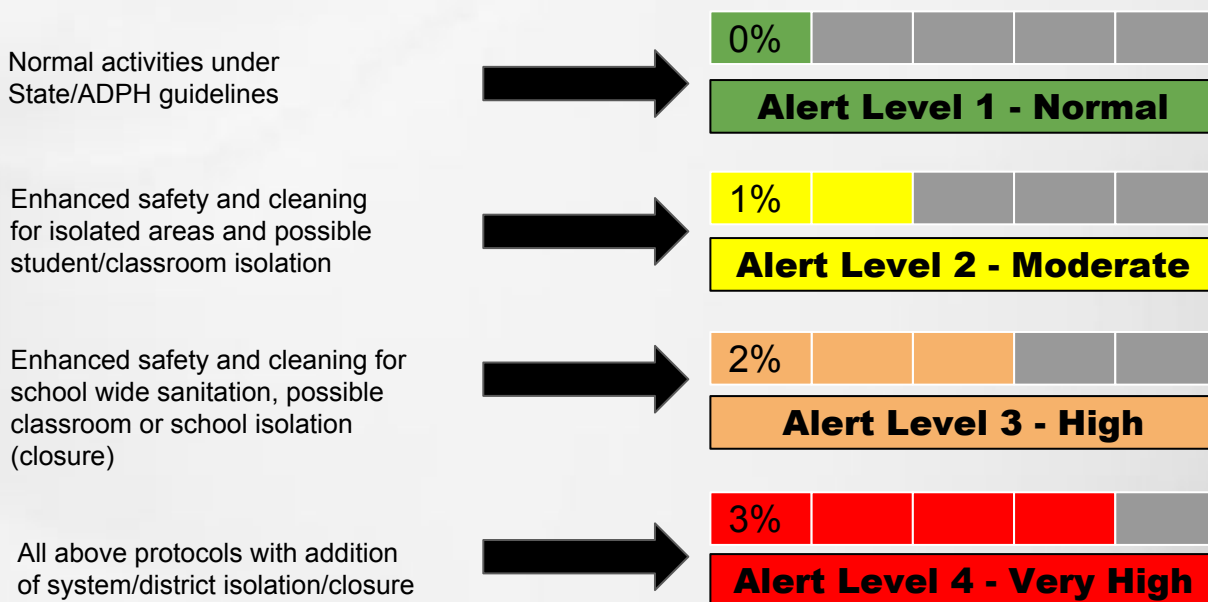 Normal activities under
State/ADPH guidelines
0%
Alert Level 1 - Normal
Enhanced safety and cleaning
for isolated areas and possible
student/classroom isolation
1%
Alert Level 2 - Moderate
Enhanced safety and cleaning for
school wide sanitation, possible
classroom or school isolation
(closure)
2%
Alert Level 3 - High
All above protocols with addition
of system/district isolation/closure
3%
Alert Level 4 - Very High